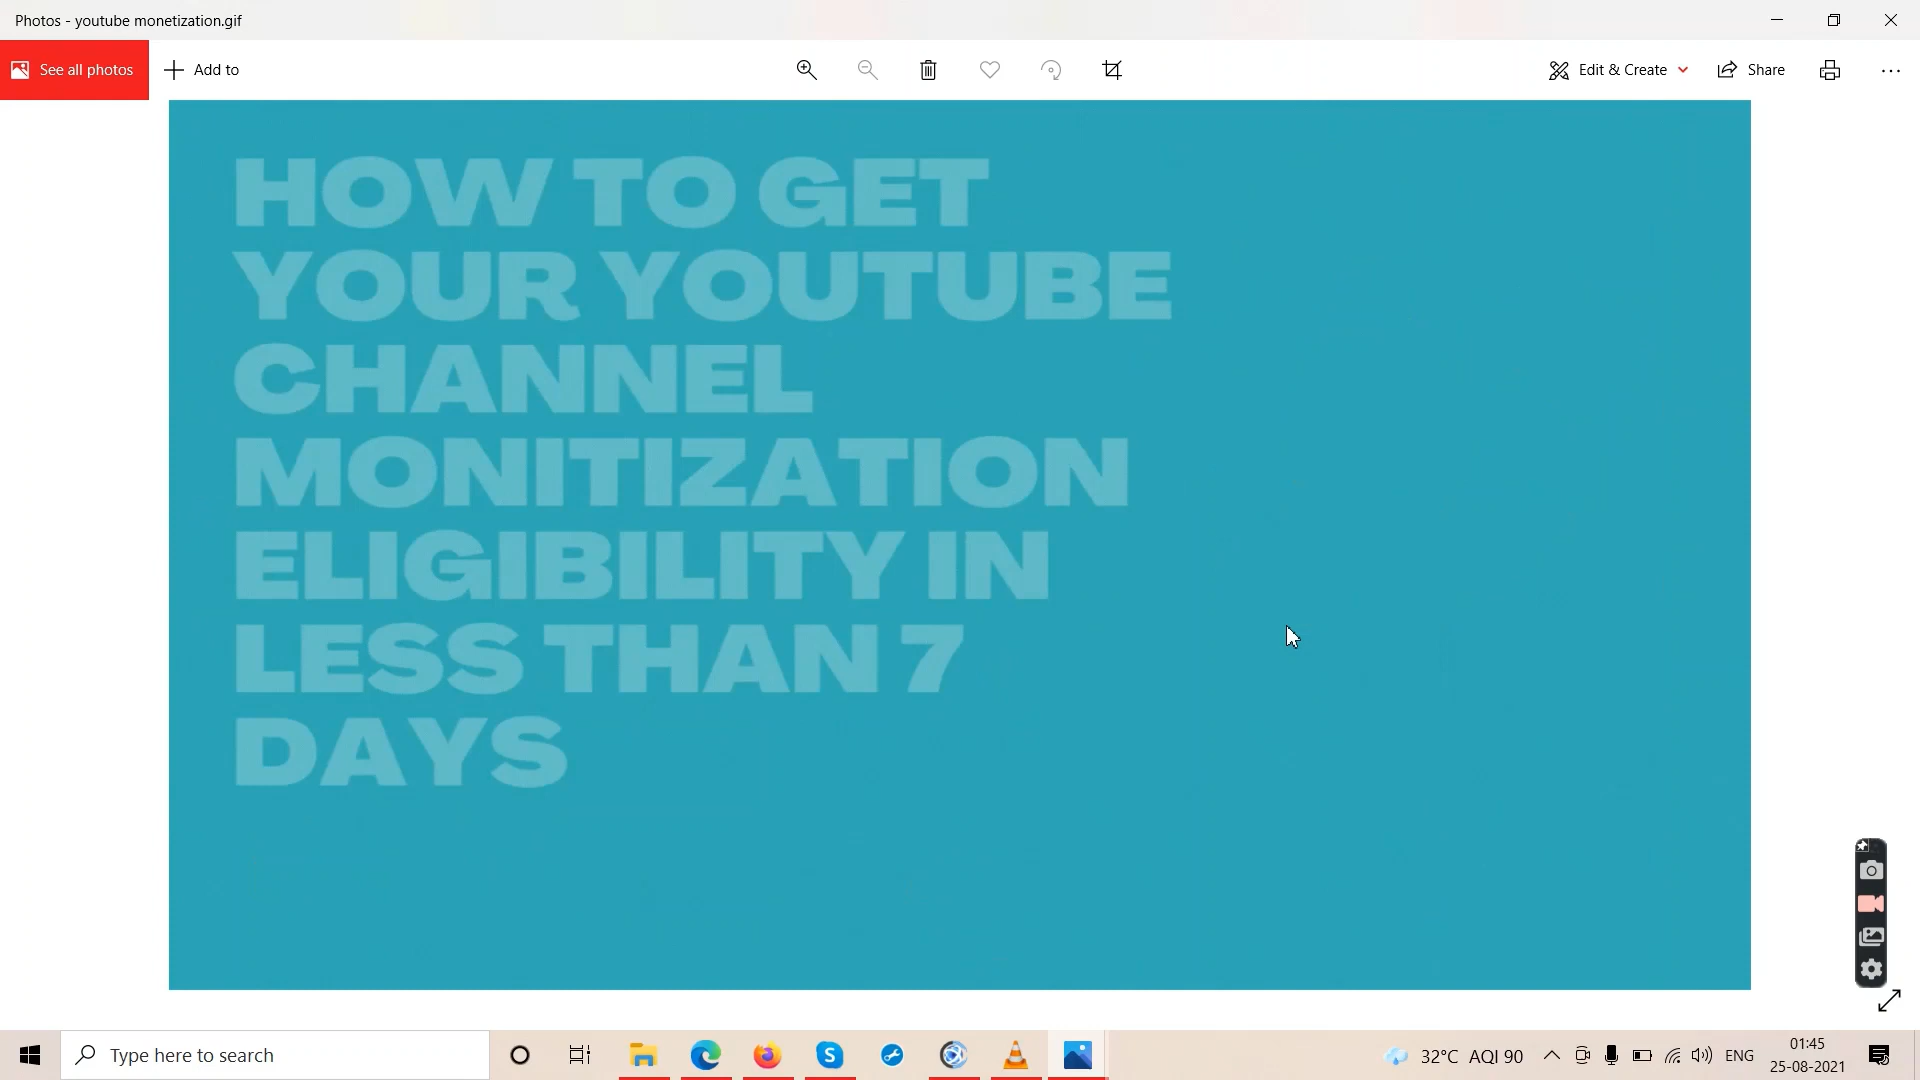 Photos - youtube monetization.gif
See all photos
Add to
Edit & Create
Share
HOW TO GET
YOUR YOUTUBE
CHANNEL
MONITIZATION
ELIGIBILITY IN
LESS THAN 7
DAYS
Type here to search
32°C AQI 90
ENG
01:45
25-08-2021